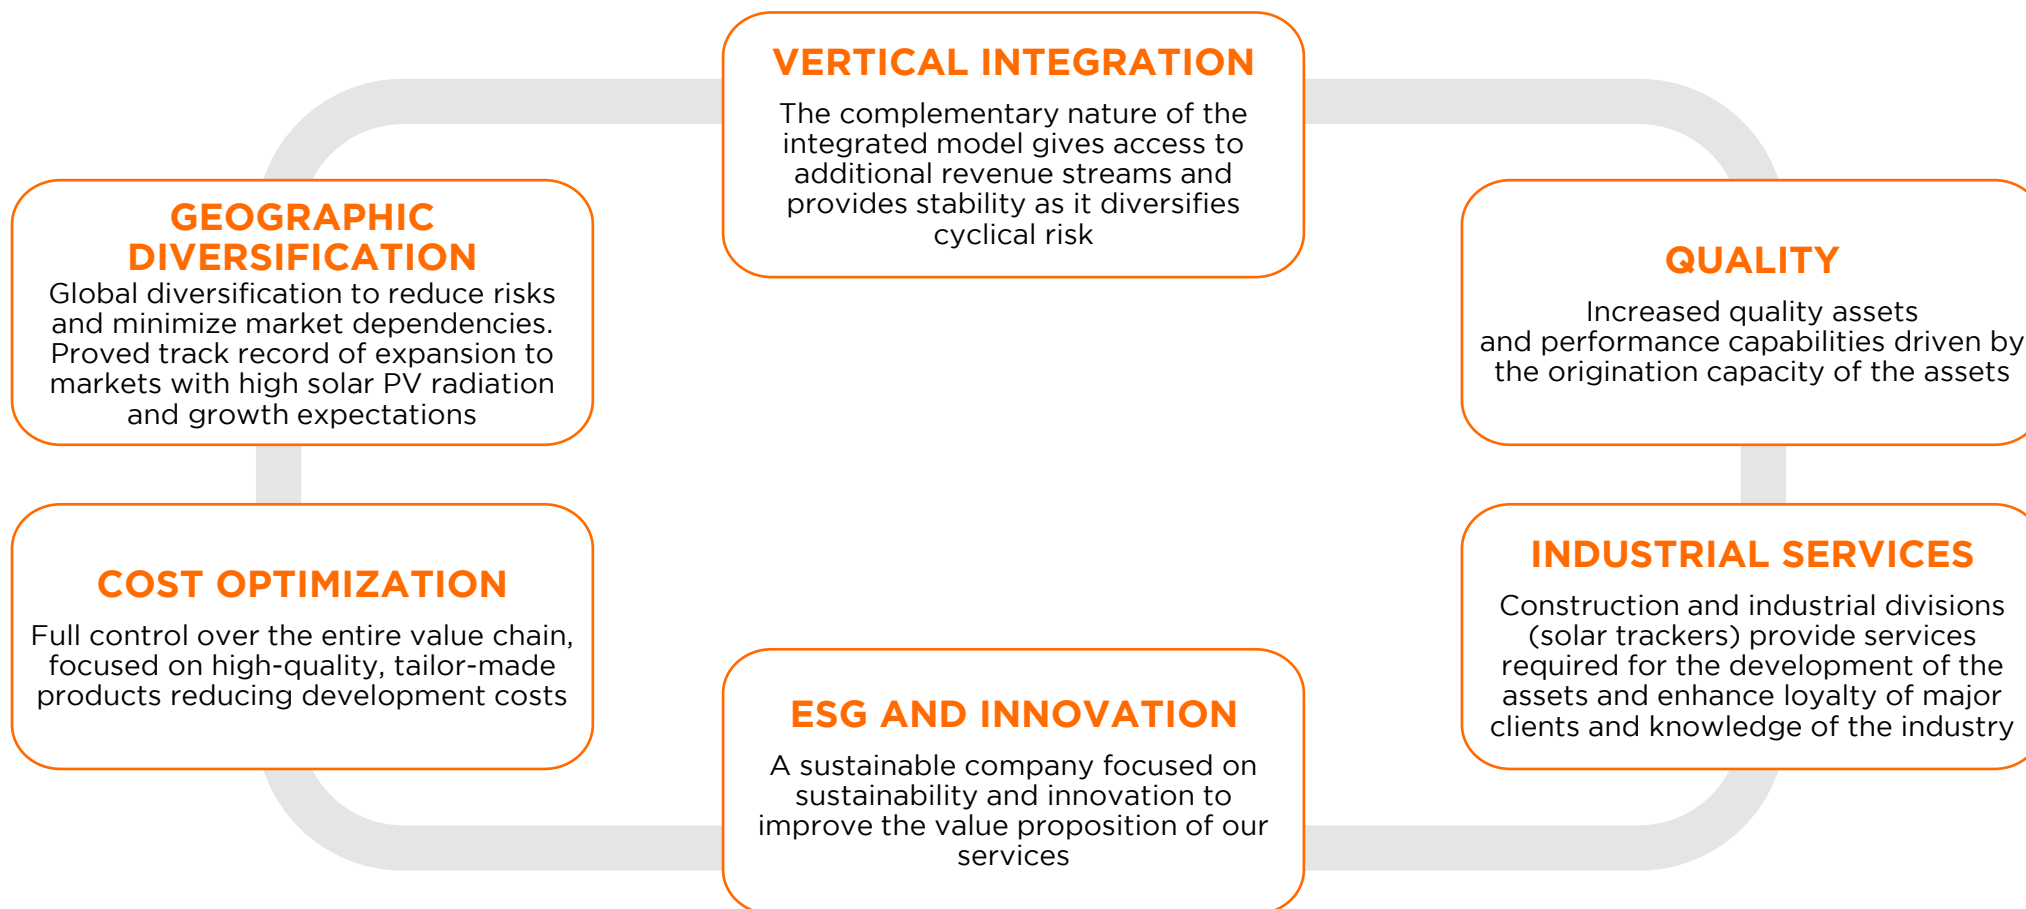 VERTICAL INTEGRATION
The complementary nature of the
integrated model gives access to
additional revenue streams and
provides stability as it diversifies
cyclical risk
GEOGRAPHIC
DIVERSIFICATION
Global diversification to reduce risks
and minimize market dependencies.
Proved track record of expansion to
markets with high solar PV radiation
and growth expectations
QUALITY
Increased quality assets
and performance capabilities driven by
the origination capacity of the assets
COST OPTIMIZATION
Full control over the entire value chain,
focused on high-quality, tailor-made
products reducing development costs
INDUSTRIAL SERVICES
Construction and industrial divisions
(solar trackers) provide services
required for the development of the
assets and enhance loyalty of major
clients and knowledge of the industry
ESG AND INNOVATION
A sustainable company focused on
sustainability and innovation to
improve the value proposition of our
services